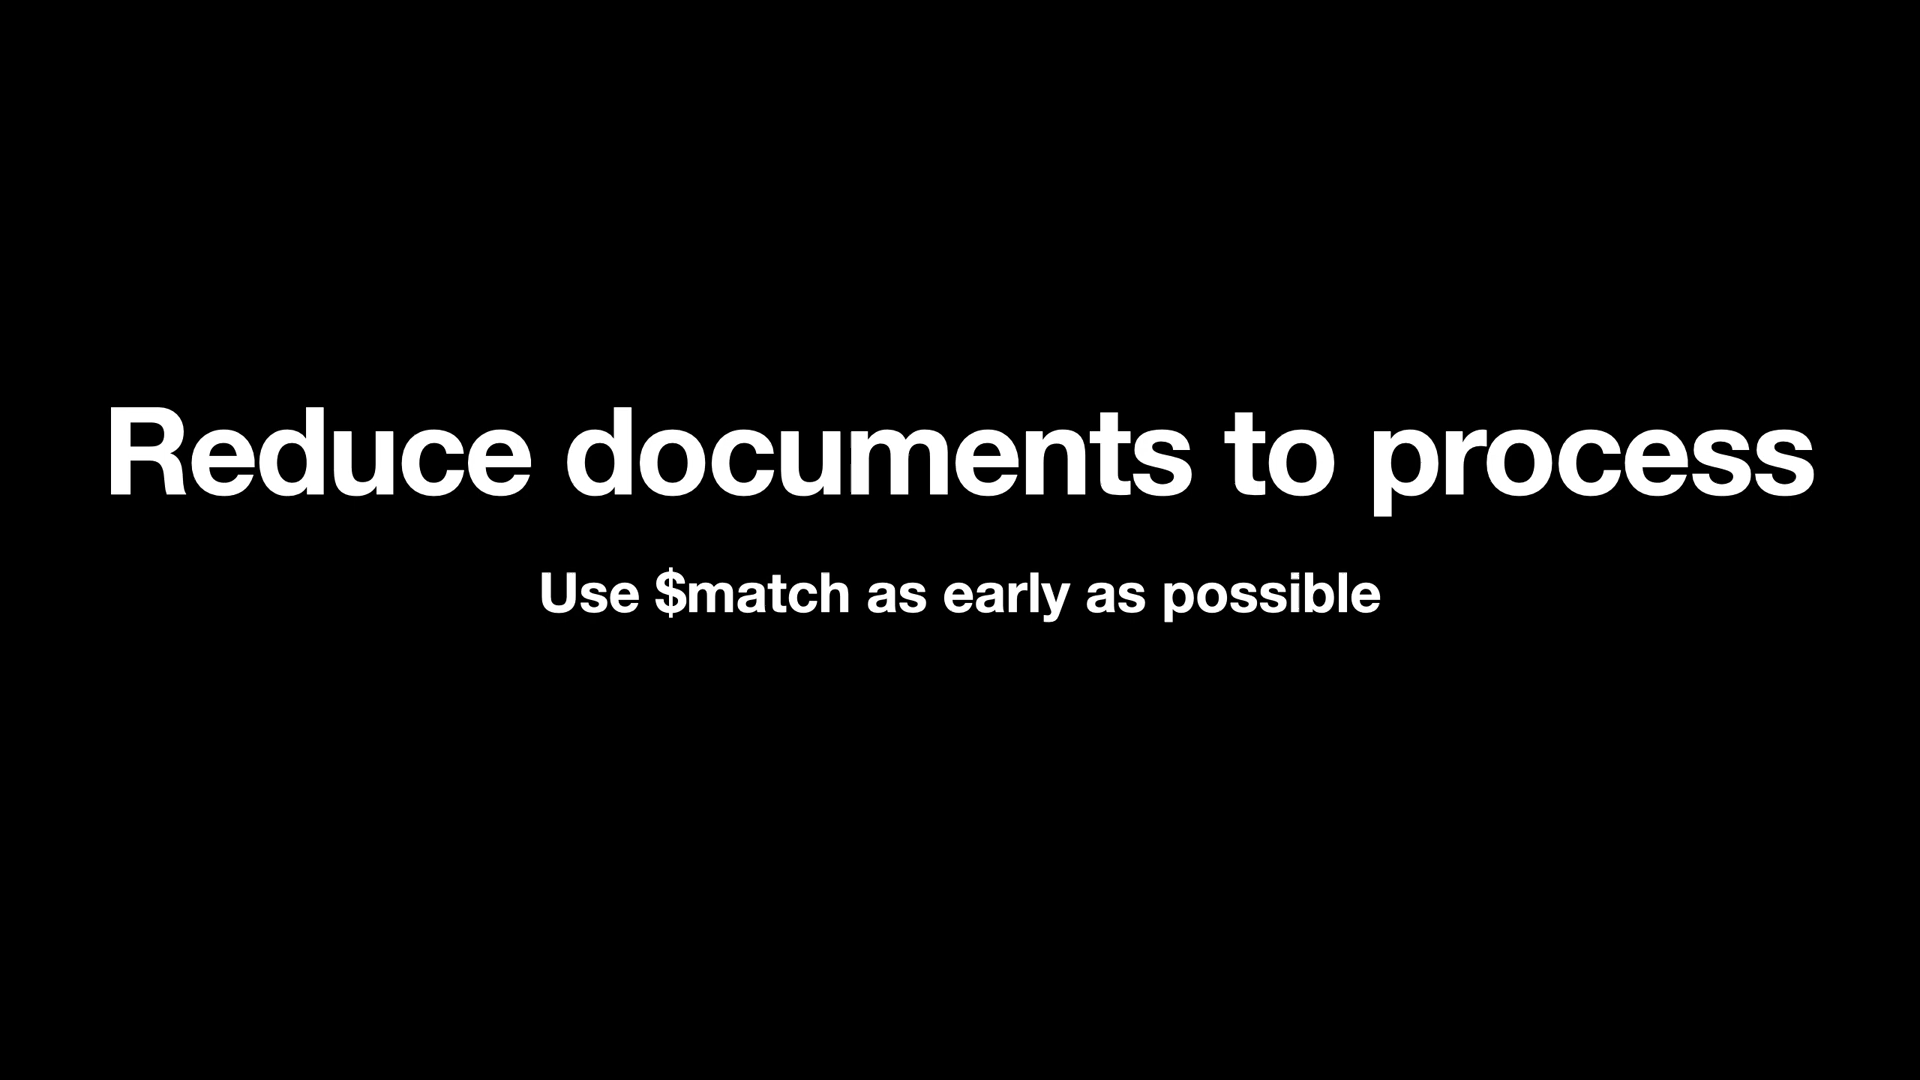 Reduce documents to process
Use $match as early as possible